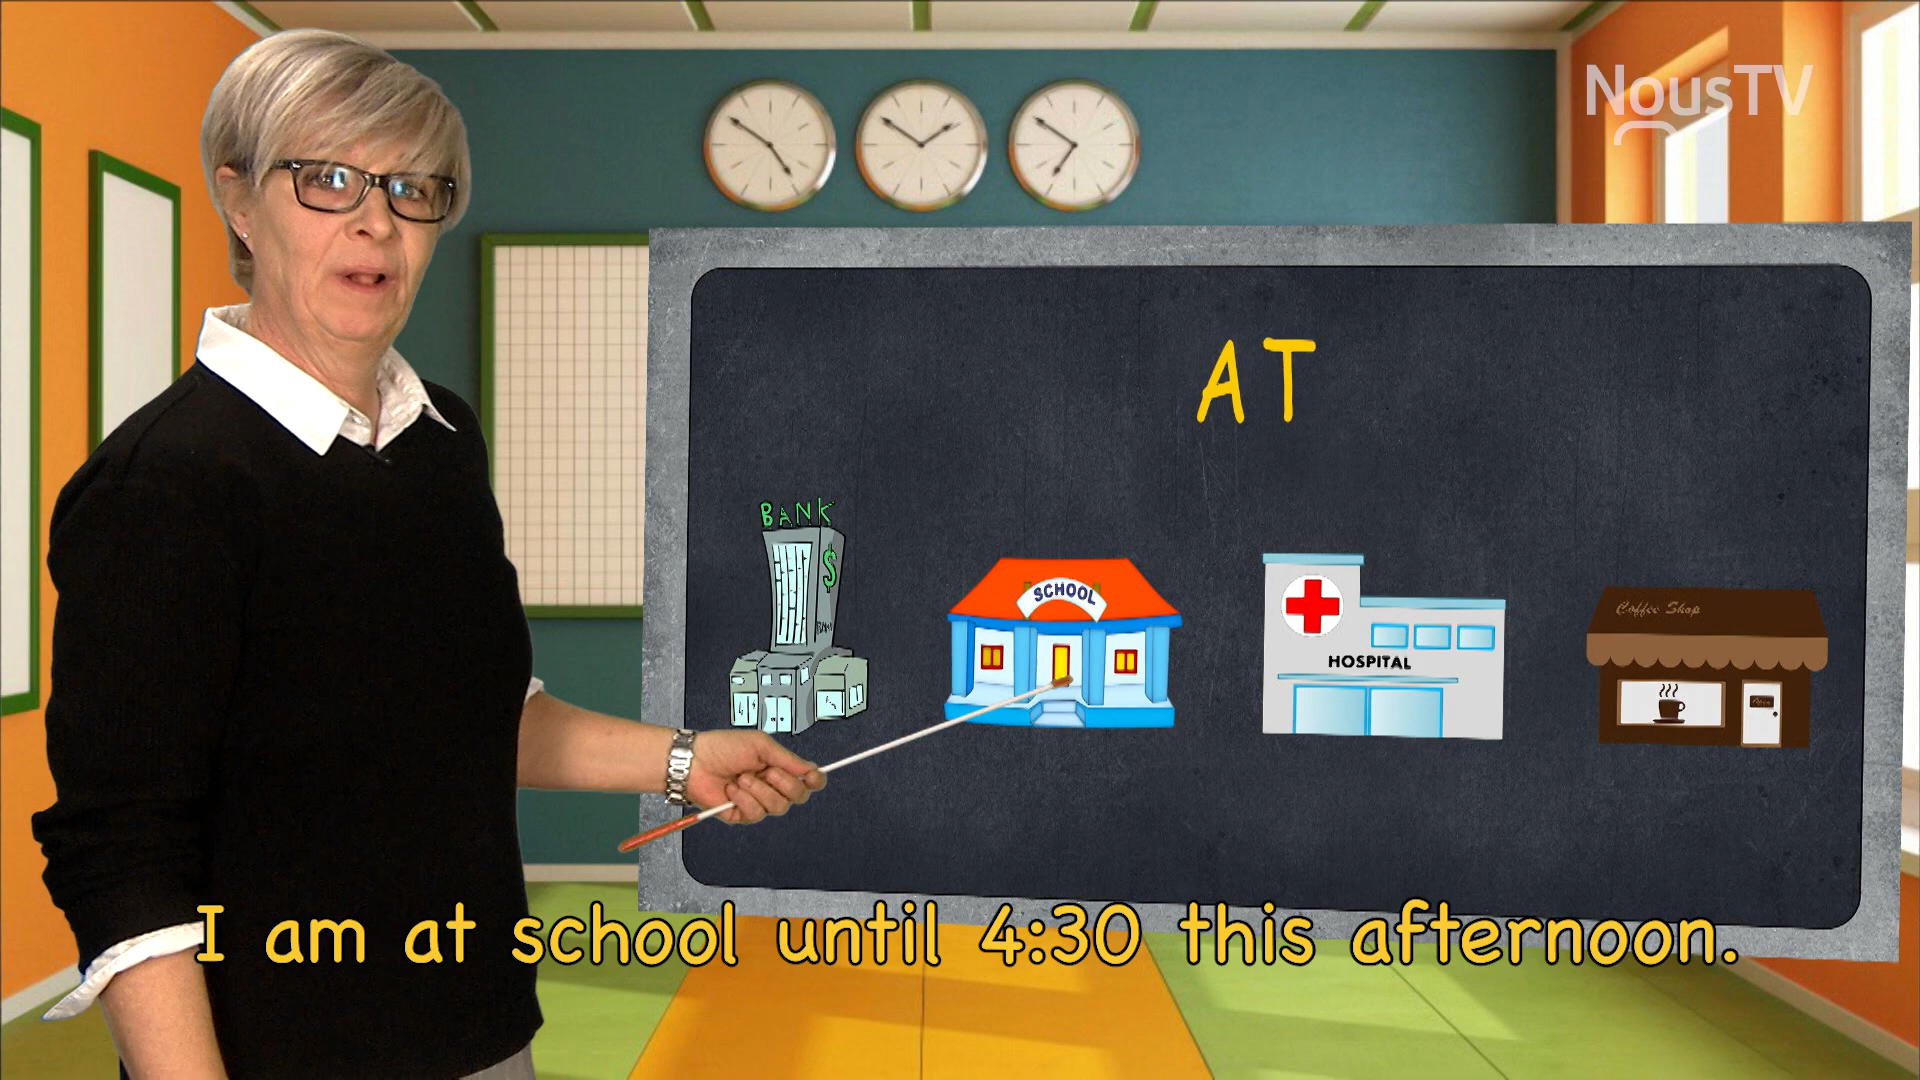 NousTV
AT
BANK
$
SCHOOL
HOSPITAL
Coffee Shop
I am at school until 4:30 this afternoon.